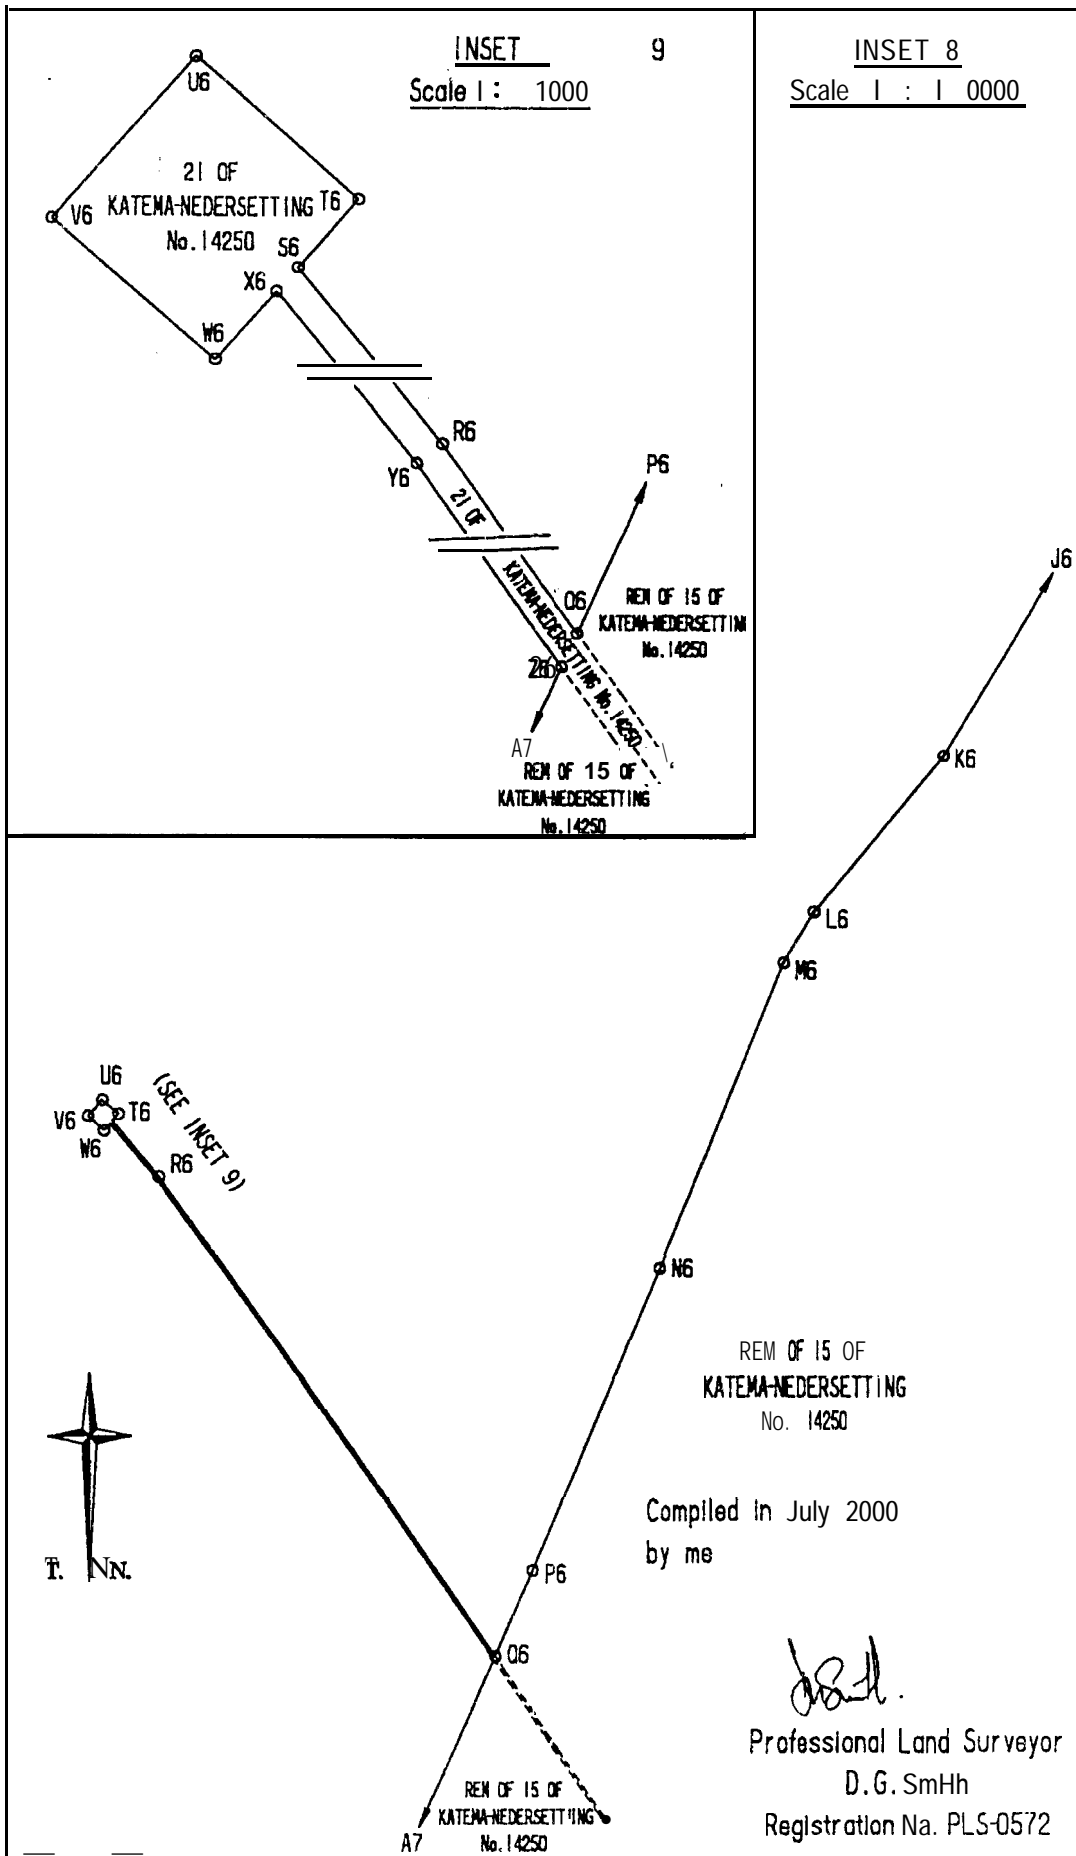 INSET 9
Scale 1: 1000
INSET 8
Scale 1 : 1 0000
U6
21 OF
KATEMA-NEDERSETTING
No.14250
T6
V6
S6
X6
W6
R6
Y6
P6
21 OF
KATEMA-NEDERSETTING No.14250
Q6
REM OF 15 OF
KATEMA-NEDERSETTING
No.14250
A7
REM OF 15 OF
KATEMA-NEDERSETTING
No.14250
J6
K6
L6
M6
U6
V6
T6
W6
R6
(SEE INSET 9)
N6
REM OF 15 OF
KATEMA-NEDERSETTING
No. 14250
T. NN.
Compiled in July 2000
by me
P6
Q6
Professional Land Surveyor
D.G. SmHh
Registration Na. PLS-0572
REM OF 15 OF
KATEMA-NEDERSETTING
No.14250
A7